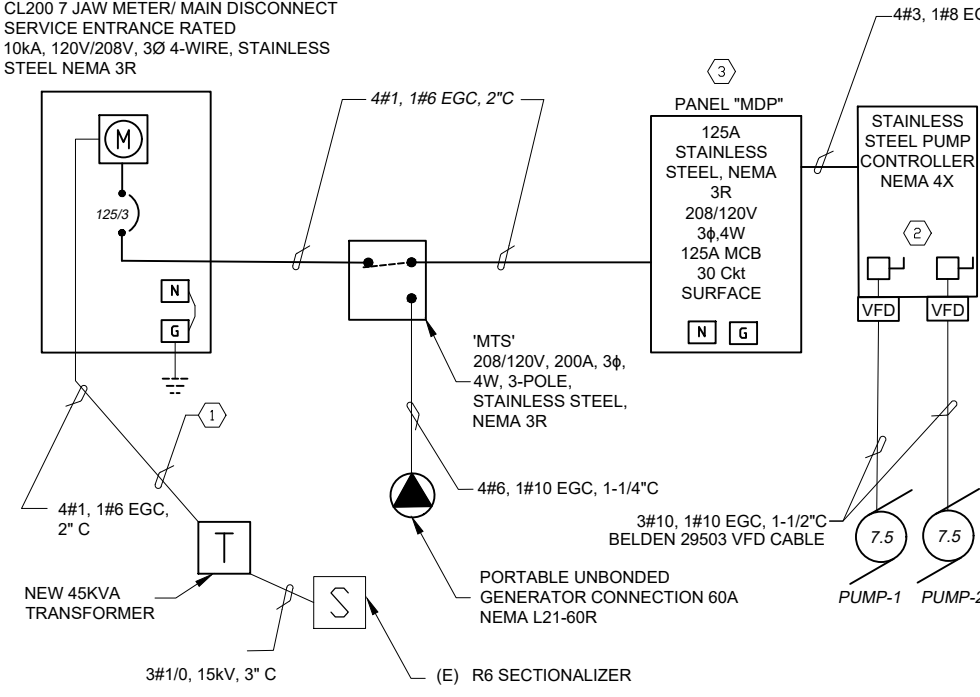 CL200 7 JAW METER/ MAIN DISCONNECT
SERVICE ENTRANCE RATED
10kA, 120V/208V, 3Ø 4-WIRE, STAINLESS
STEEL NEMA 3R
M
125/3
N
G
4#1, 1#6 EGC, 2"C
4#3, 1#8 EG
3
PANEL "MDP"
125A
STAINLESS
STEEL, NEMA
3R
208/120V
3ϕ,4W
125A MCB
30 Ckt
SURFACE
N G
STAINLESS
STEEL PUMP
CONTROLLER
NEMA 4X
2
VFD VFD
'MTS'
208/120V, 200A, 3ϕ,
4W, 3-POLE,
STAINLESS STEEL,
NEMA 3R
1
4#1, 1#6 EGC,
2" C
4#6, 1#10 EGC, 1-1/4"C
3#10, 1#10 EGC, 1-1/2"C
BELDEN 29503 VFD CABLE
7.5 7.5
PUMP-1 PUMP-2
T
NEW 45KVA
TRANSFORMER
S
PORTABLE UNBONDED
GENERATOR CONNECTION 60A
NEMA L21-60R
3#1/0, 15kV, 3" C
(E) R6 SECTIONALIZER